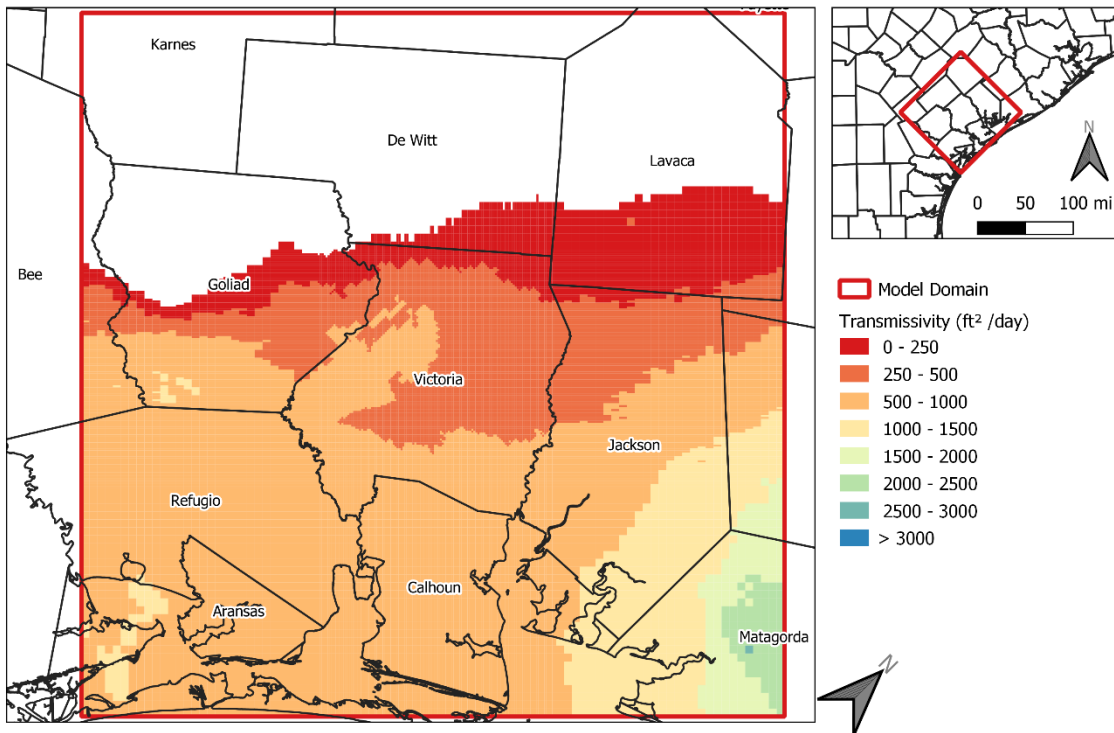 Karnes
De Witt
Lavaca
Bee
Goliad
Victoria
Jackson
Refugio
Calhoun
Aransas
Matagorda
N
N
0 50 100 mi
Model Domain
Transmissivity (ft² /day)
0 - 250
250 - 500
500 - 1000
1000 - 1500
1500 - 2000
2000 - 2500
2500 - 3000
> 3000